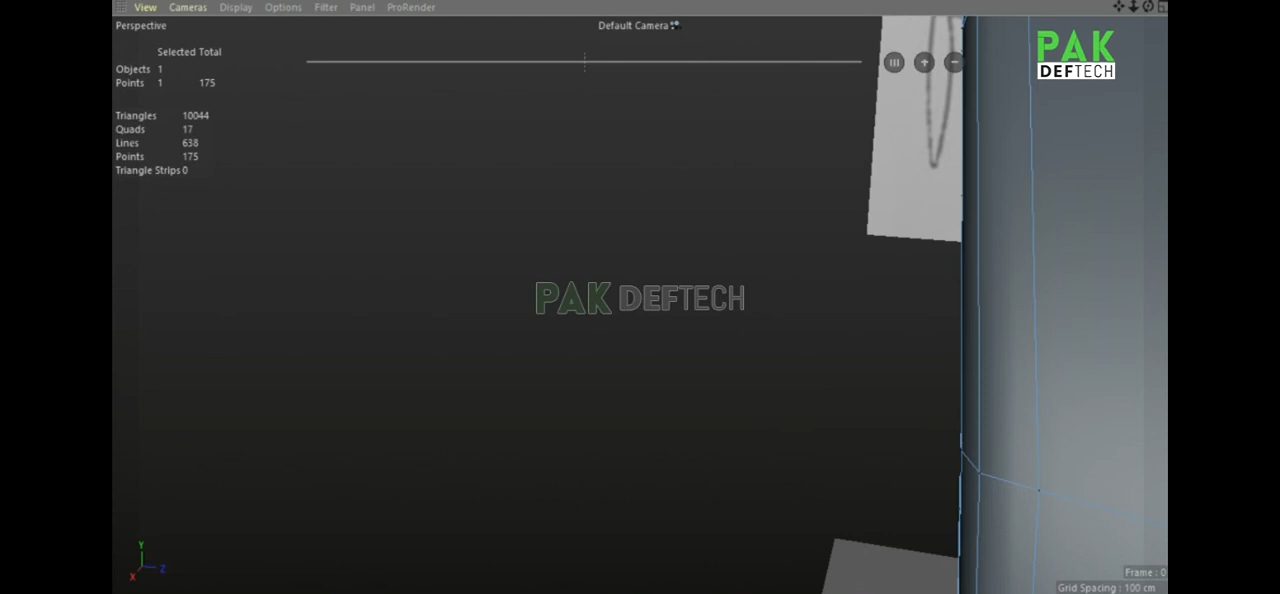 View Cameras Display Options Filter Panel ProRender
Perspective
Default Camera
PAK
DEFTECH
Selected Total
Objects 1
Points 1 175
Triangles 10044
Quads 17
Lines 638
Points 175
Triangle Strips 0
PAK DEFTECH
Y
Z
X
Frame : 0
Grid Spacing : 100 cm